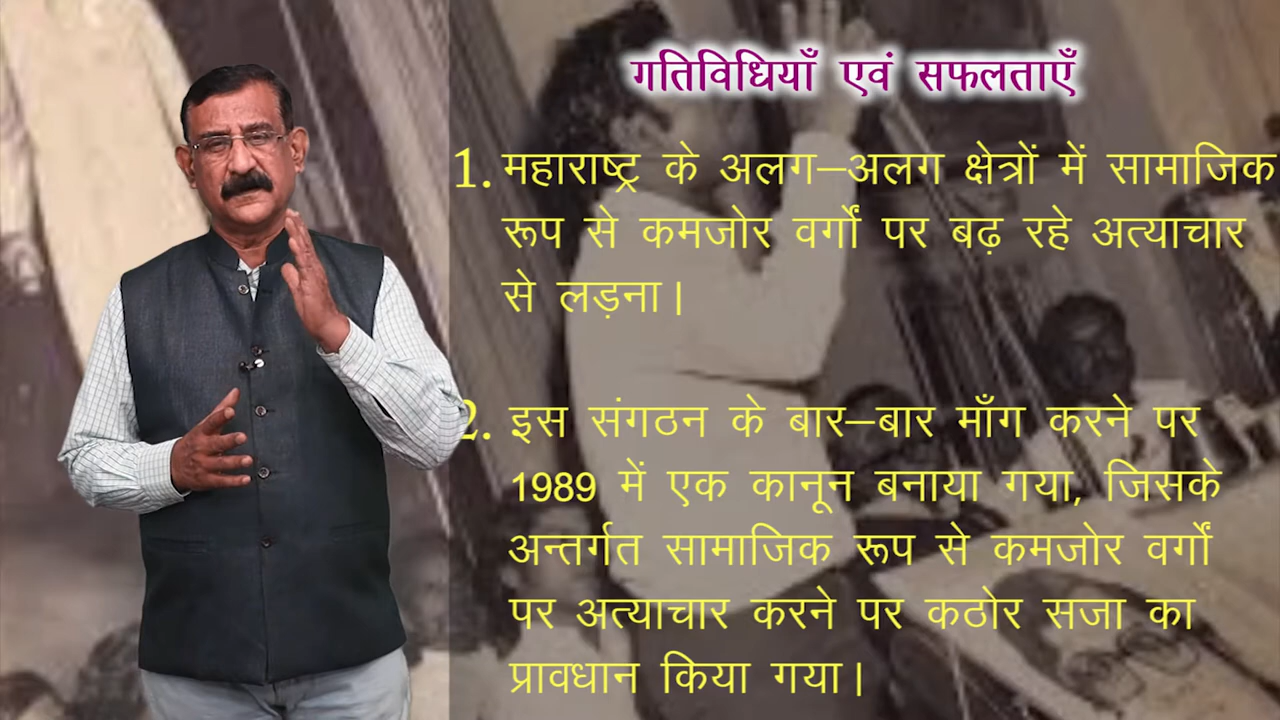 गतिविधियाँ एवं सफलताएँ
1. महाराष्ट्र के अलग–अलग क्षेत्रों में सामाजिक
रूप से कमजोर वर्गों पर बढ़ रहे अत्याचार
से लड़ना।
2. इस संगठन के बार–बार माँग करने पर
1989 में एक कानून बनाया गया, जिसके
अन्तर्गत सामाजिक रूप से कमजोर वर्गों
पर अत्याचार करने पर कठोर सजा का
प्रावधान किया गया।